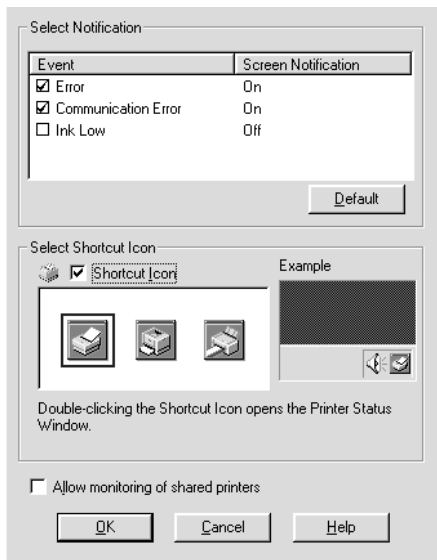 Select Notification
Event Screen Notification
Error On
Communication Error On
Ink Low Off
Default
Select Shortcut Icon
Shortcut Icon
Example
Double-clicking the Shortcut Icon opens the Printer Status
Window.
Allow monitoring of shared printers
OK Cancel Help